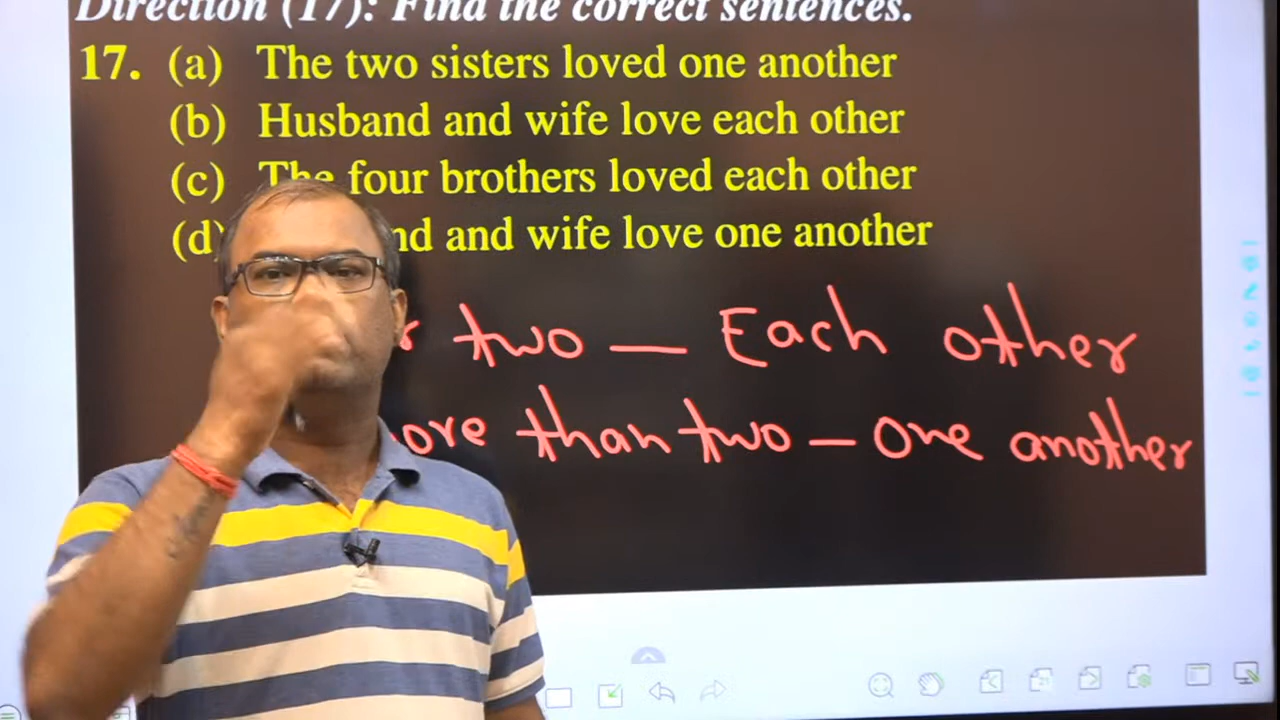 Direction (17): Find the correct sentences.
17. (a) The two sisters loved one another
(b) Husband and wife love each other
(c) The four brothers loved each other
(d) and wife love one another
two — Each other
than two — one another